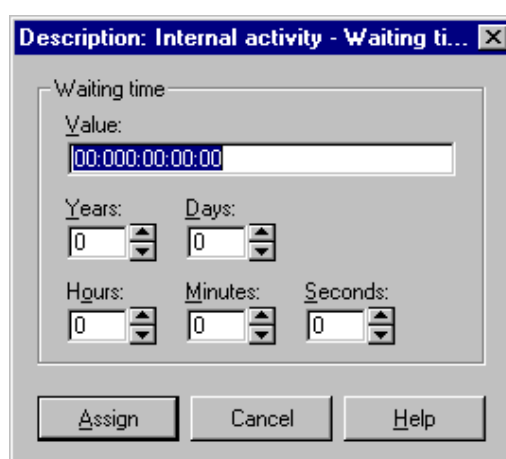 Description: Internal activity - Waiting ti...
Waiting time
Value:
00:000:00:00:00
Years: Days:
0 0
Hours: Minutes: Seconds:
0 0 0
Assign Cancel Help